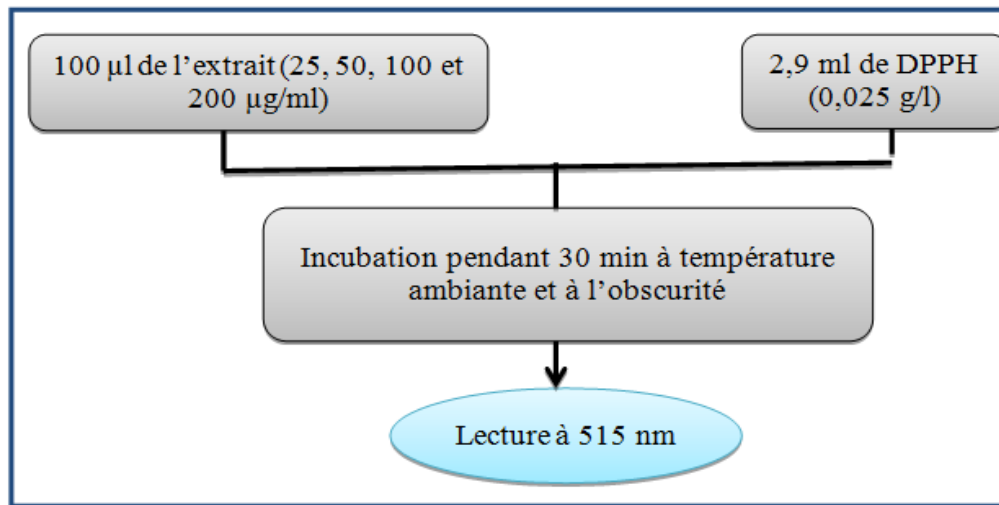 100 µl de l’extrait (25, 50, 100 et
200 µg/ml)
2,9 ml de DPPH
(0,025 g/l)
Incubation pendant 30 min à température
ambiante et à l’obscurité
Lecture à 515 nm